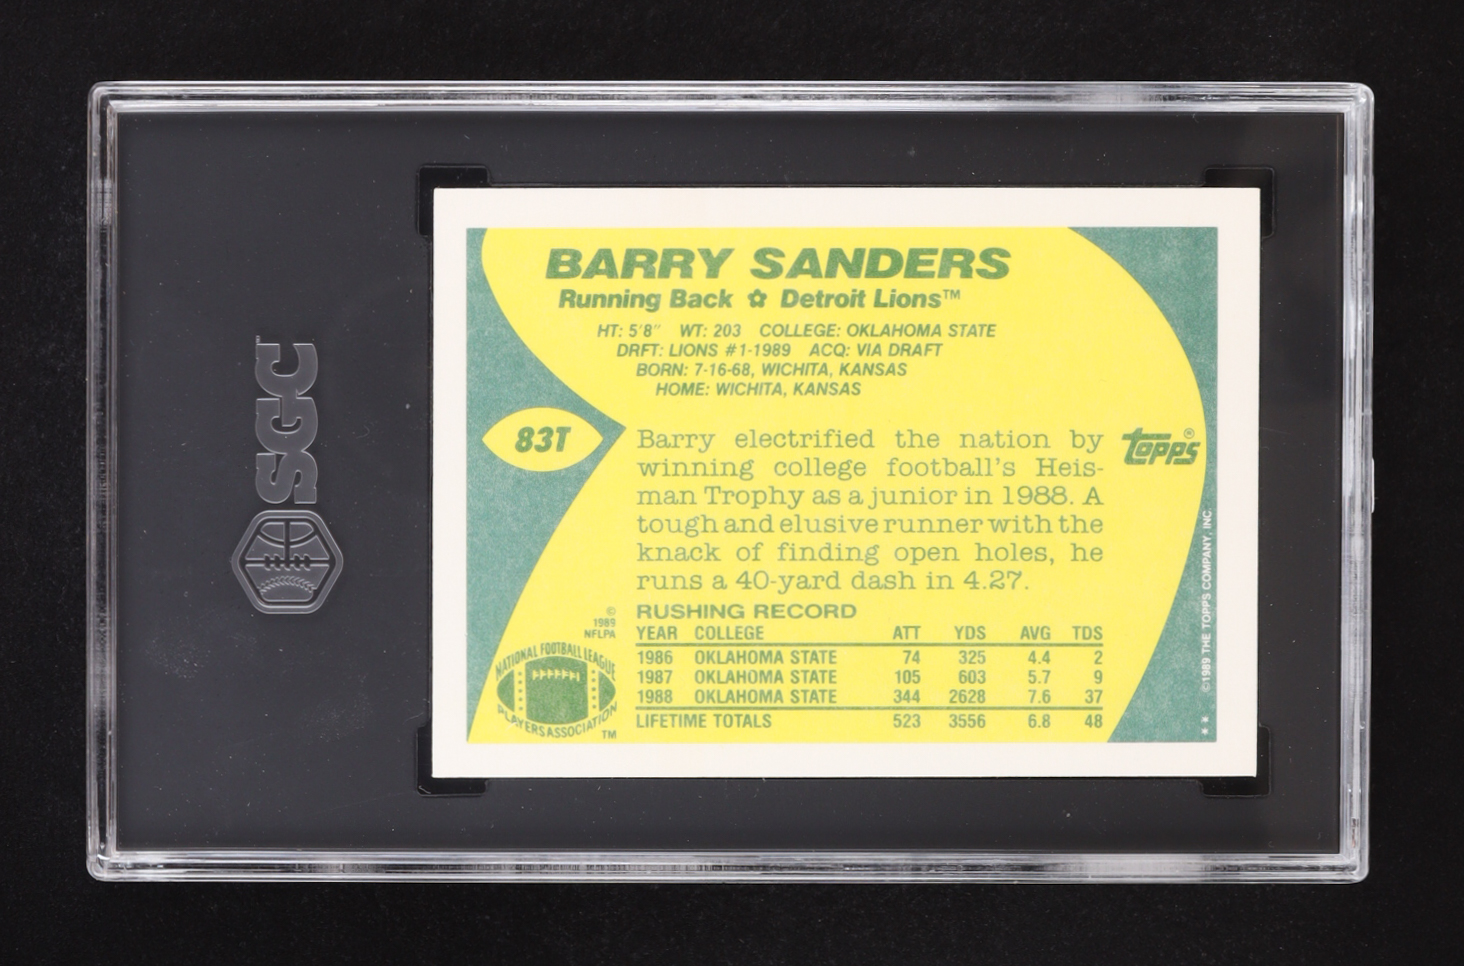 BARRY SANDERS
Running Back ✿ Detroit Lions™
HT: 5'8" WT: 203 COLLEGE: OKLAHOMA STATE
DRFT: LIONS #1-1989 ACQ: VIA DRAFT
BORN: 7-16-68, WICHITA, KANSAS
HOME: WICHITA, KANSAS
83T
Barry electrified the nation by
winning college football's Heis-
man Trophy as a junior in 1988. A
tough and elusive runner with the
knack of finding open holes, he
runs a 40-yard dash in 4.27.
topps®
RUSHING RECORD
YEAR COLLEGE ATT YDS AVG TDS
1986 OKLAHOMA STATE 74 325 4.4 2
1987 OKLAHOMA STATE 105 603 5.7 9
1988 OKLAHOMA STATE 344 2628 7.6 37
LIFETIME TOTALS 523 3556 6.8 48
©
1989
NFLPA
NATIONAL FOOTBALL LEAGUE
PLAYERS ASSOCIATION
TM
©1989 THE TOPPS COMPANY, INC.
* *
SGC™